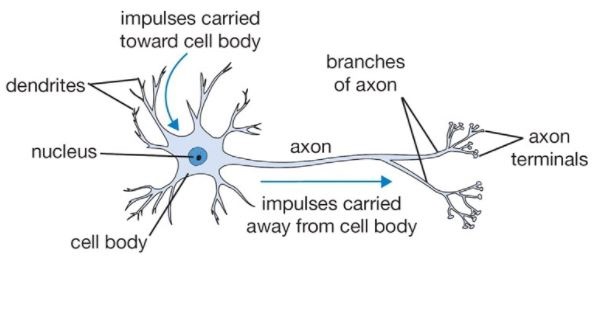 impulses carried
toward cell body
branches
of axon
dendrites
axon
terminals
nucleus
axon
impulses carried
away from cell body
cell body